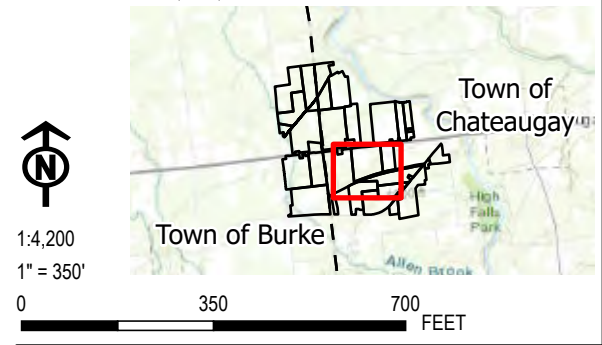 Town of
Chateaugay
N
High
Falls
Park
1:4,200
Town of Burke
1" = 350'
Allen Brook
0 350 700
FEET